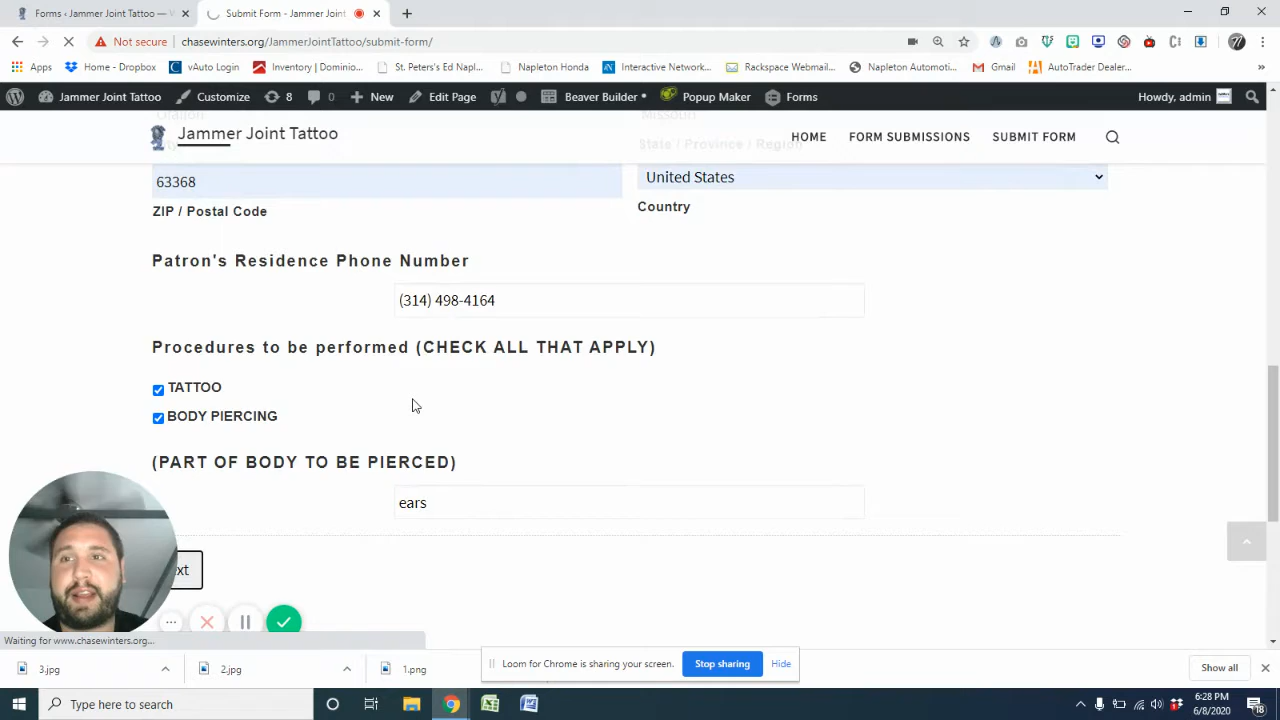 Forms ‹ Jammer Joint Tattoo — W
Submit Form - Jammer Joint
Not secure | chasewinters.org/JammerJointTattoo/submit-form/
Apps
Home - Dropbox
vAuto Login
Inventory | Dominio...
St. Peter's Ed Napl...
Napleton Honda
Interactive Network...
Rackspace Webmail...
Napleton Automoti...
Gmail
AutoTrader Dealer...
»
Jammer Joint Tattoo
Customize
8
0
New
Edit Page
Beaver Builder
Popup Maker
Forms
Howdy, admin
Jammer Joint Tattoo
HOME
FORM SUBMISSIONS
SUBMIT FORM
Missouri
State / Province / Region
63368
United States
ZIP / Postal Code
Country
Patron's Residence Phone Number
(314) 498-4164
Procedures to be performed (CHECK ALL THAT APPLY)
TATTOO
BODY PIERCING
(PART OF BODY TO BE PIERCED)
ears
xt
Waiting for www.chasewinters.org...
3.jpg
2.jpg
1.png
Loom for Chrome is sharing your screen.
Stop sharing
Hide
Show all
Type here to search
6:28 PM
6/8/2020
18